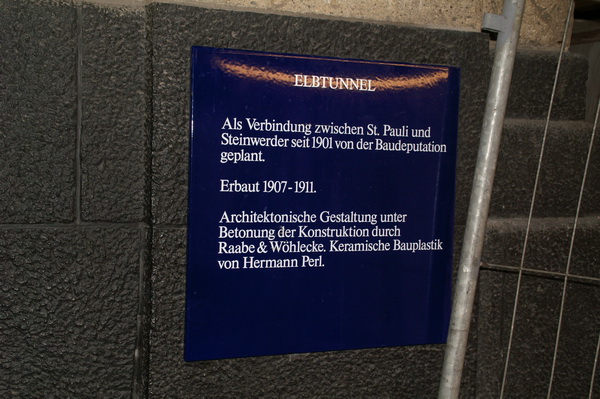 ELBTUNNEL
Als Verbindung zwischen St. Pauli und
Steinwerder seit 1901 von der Baudeputation
geplant.
Erbaut 1907-1911.
Architektonische Gestaltung unter
Betonung der Konstruktion durch
Raabe & Wöhlecke. Keramische Bauplastik
von Hermann Perl.